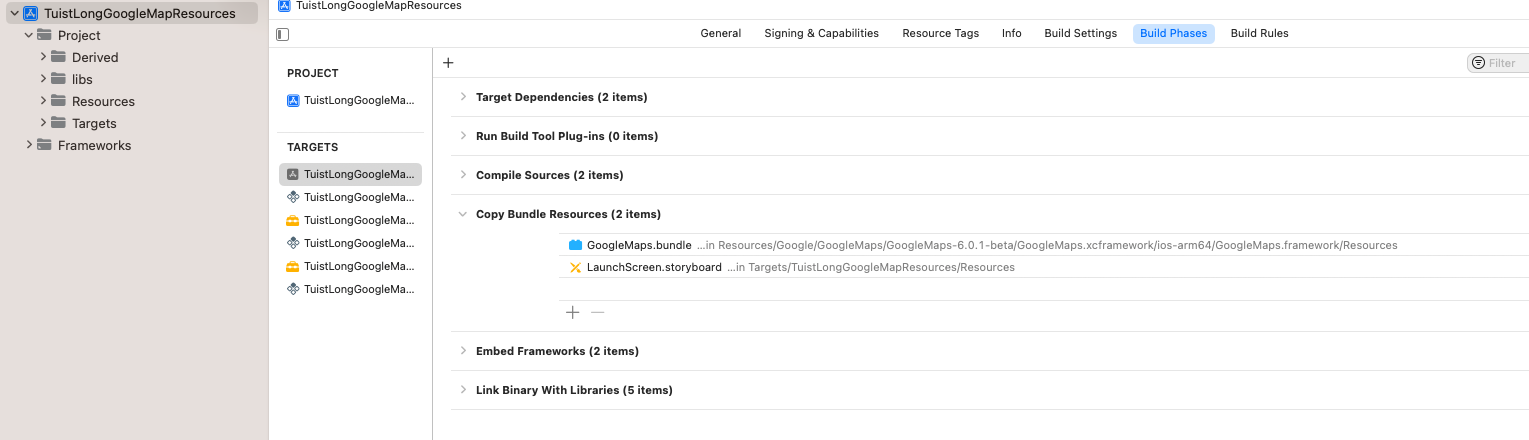 TuistLongGoogleMapResources
Project
Derived
libs
Resources
Targets
Frameworks
TuistLongGoogleMapResources
General Signing & Capabilities Resource Tags Info Build Settings Build Phases Build Rules
Filter
PROJECT
TuistLongGoogleMa...
TARGETS
TuistLongGoogleMa...
TuistLongGoogleMa...
TuistLongGoogleMa...
TuistLongGoogleMa...
TuistLongGoogleMa...
TuistLongGoogleMa...
Target Dependencies (2 items)
Run Build Tool Plug-ins (0 items)
Compile Sources (2 items)
Copy Bundle Resources (2 items)
GoogleMaps.bundle ...in Resources/Google/GoogleMaps/GoogleMaps-6.0.1-beta/GoogleMaps.xcframework/ios-arm64/GoogleMaps.framework/Resources
LaunchScreen.storyboard ...in Targets/TuistLongGoogleMapResources/Resources
Embed Frameworks (2 items)
Link Binary With Libraries (5 items)